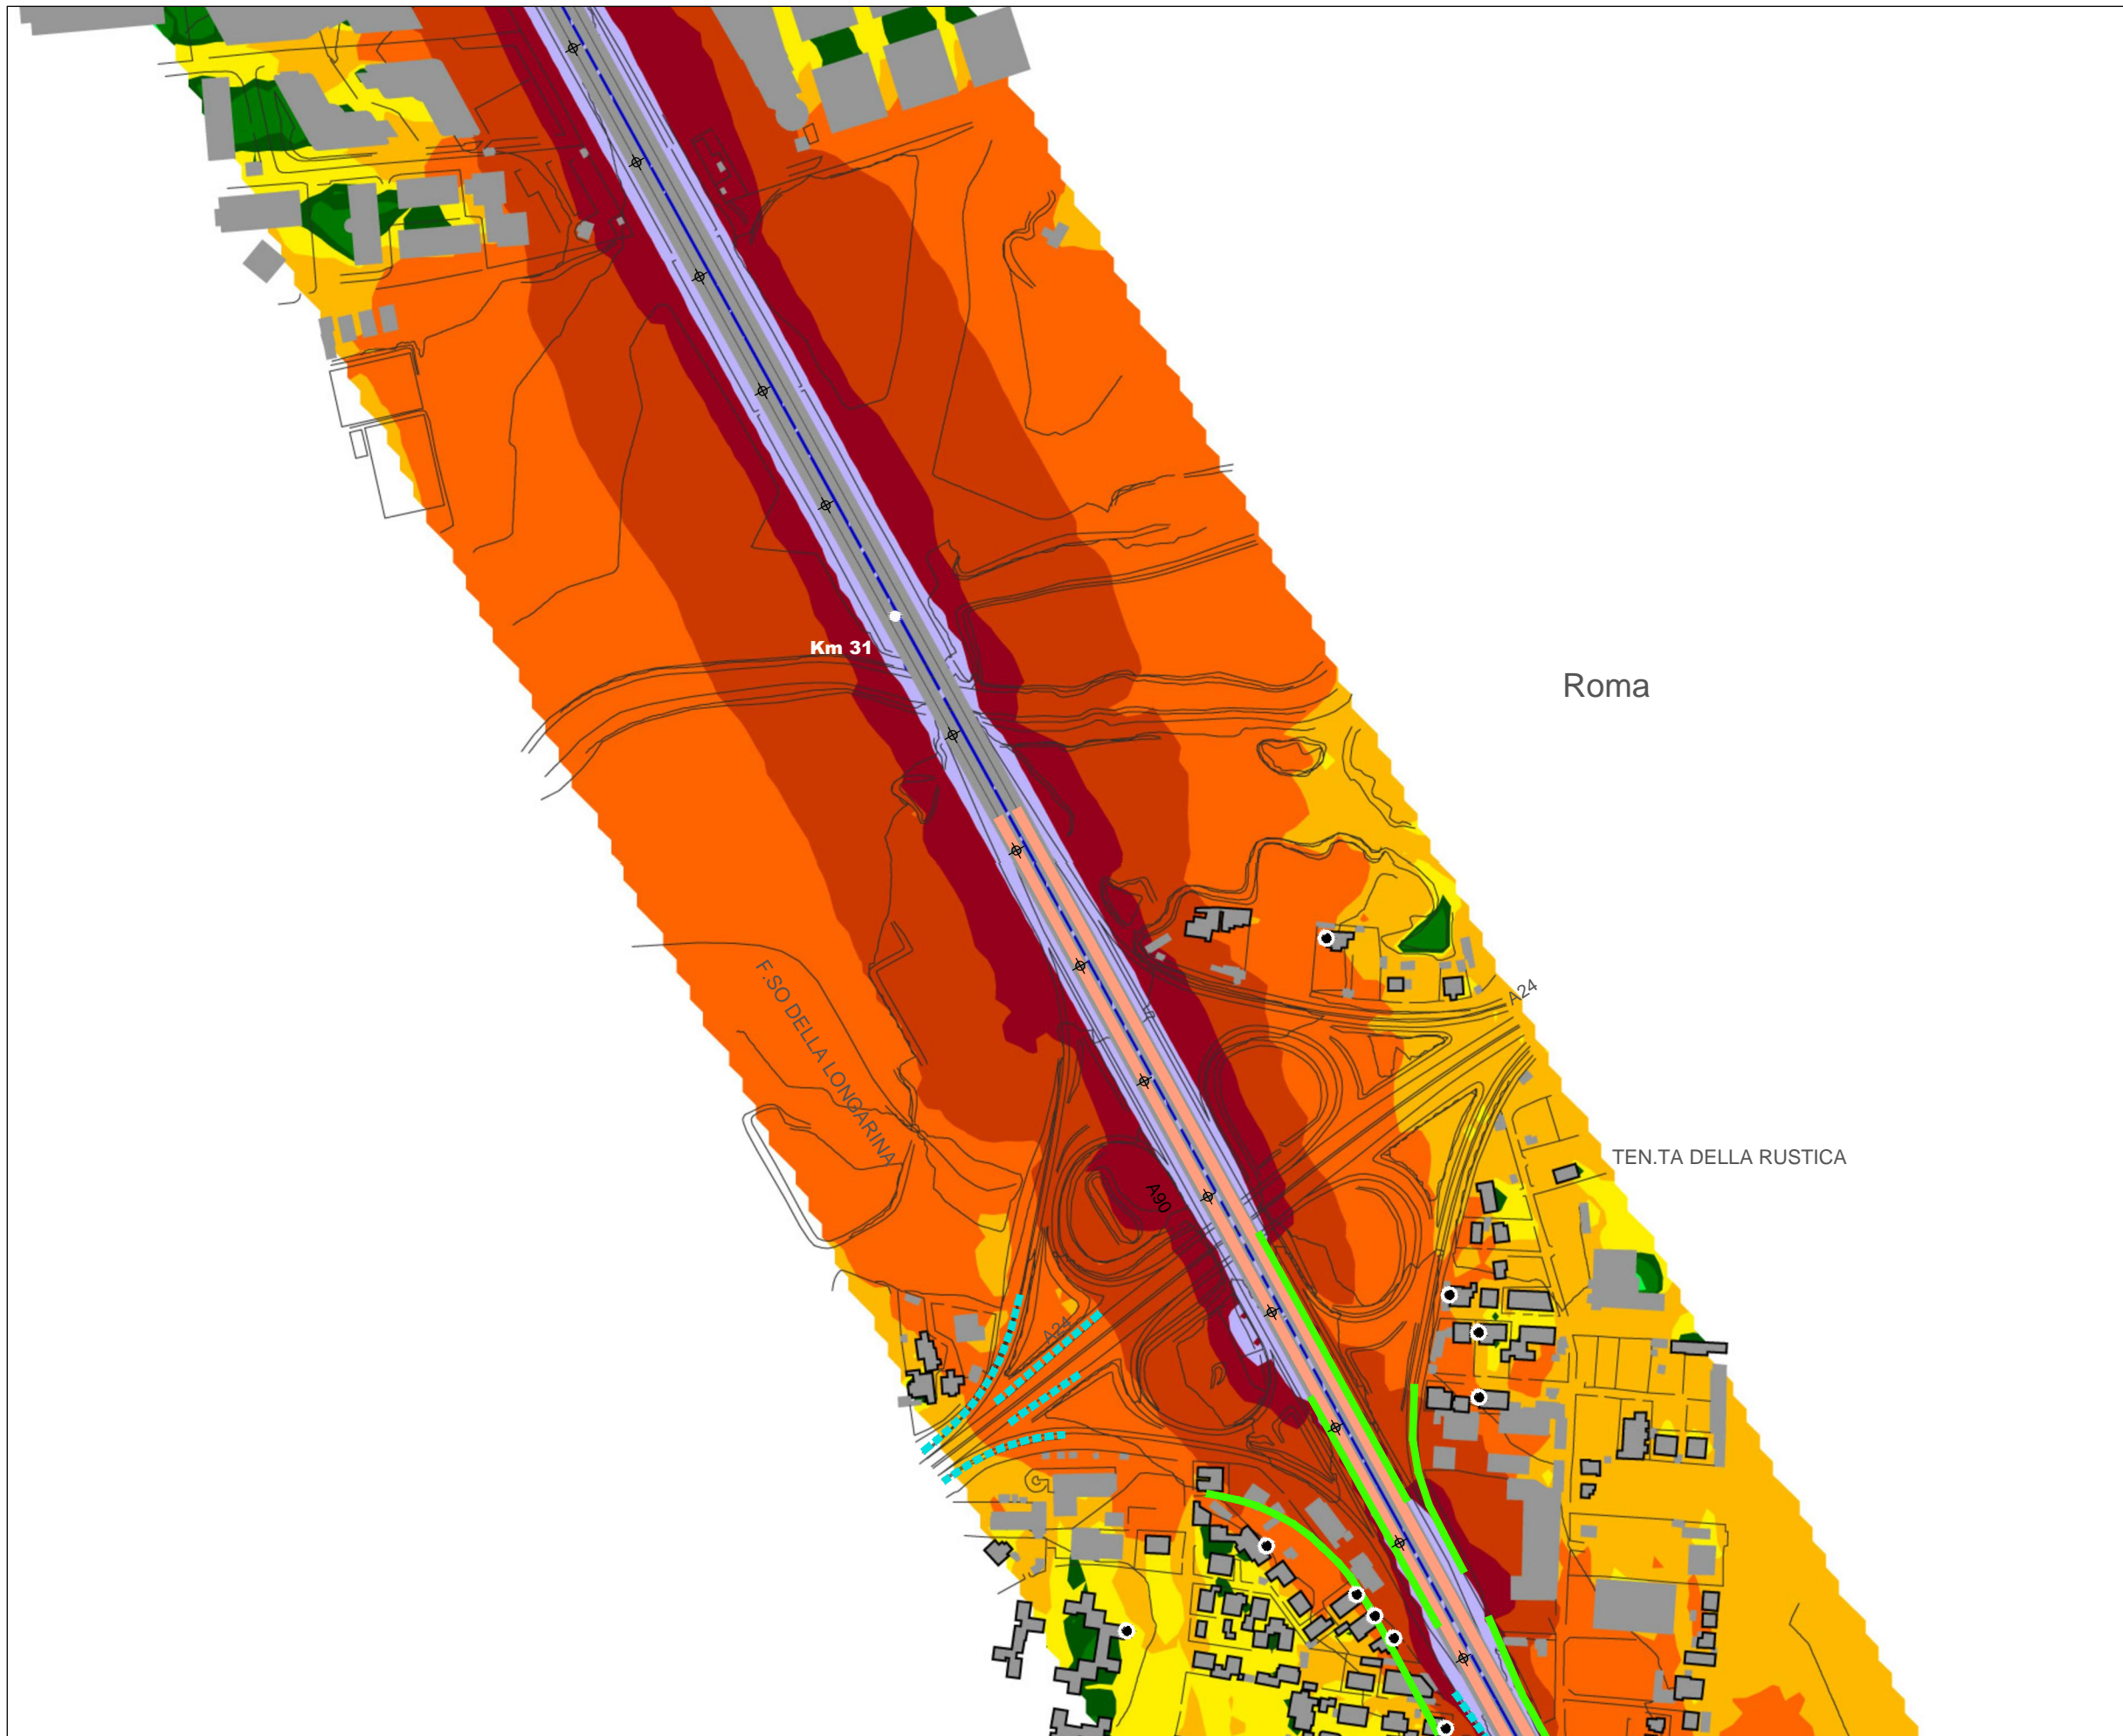 Km 31
Roma
F.SO DELLA LONGARINA
A24
TEN.TA DELLA RUSTICA
A90
A24